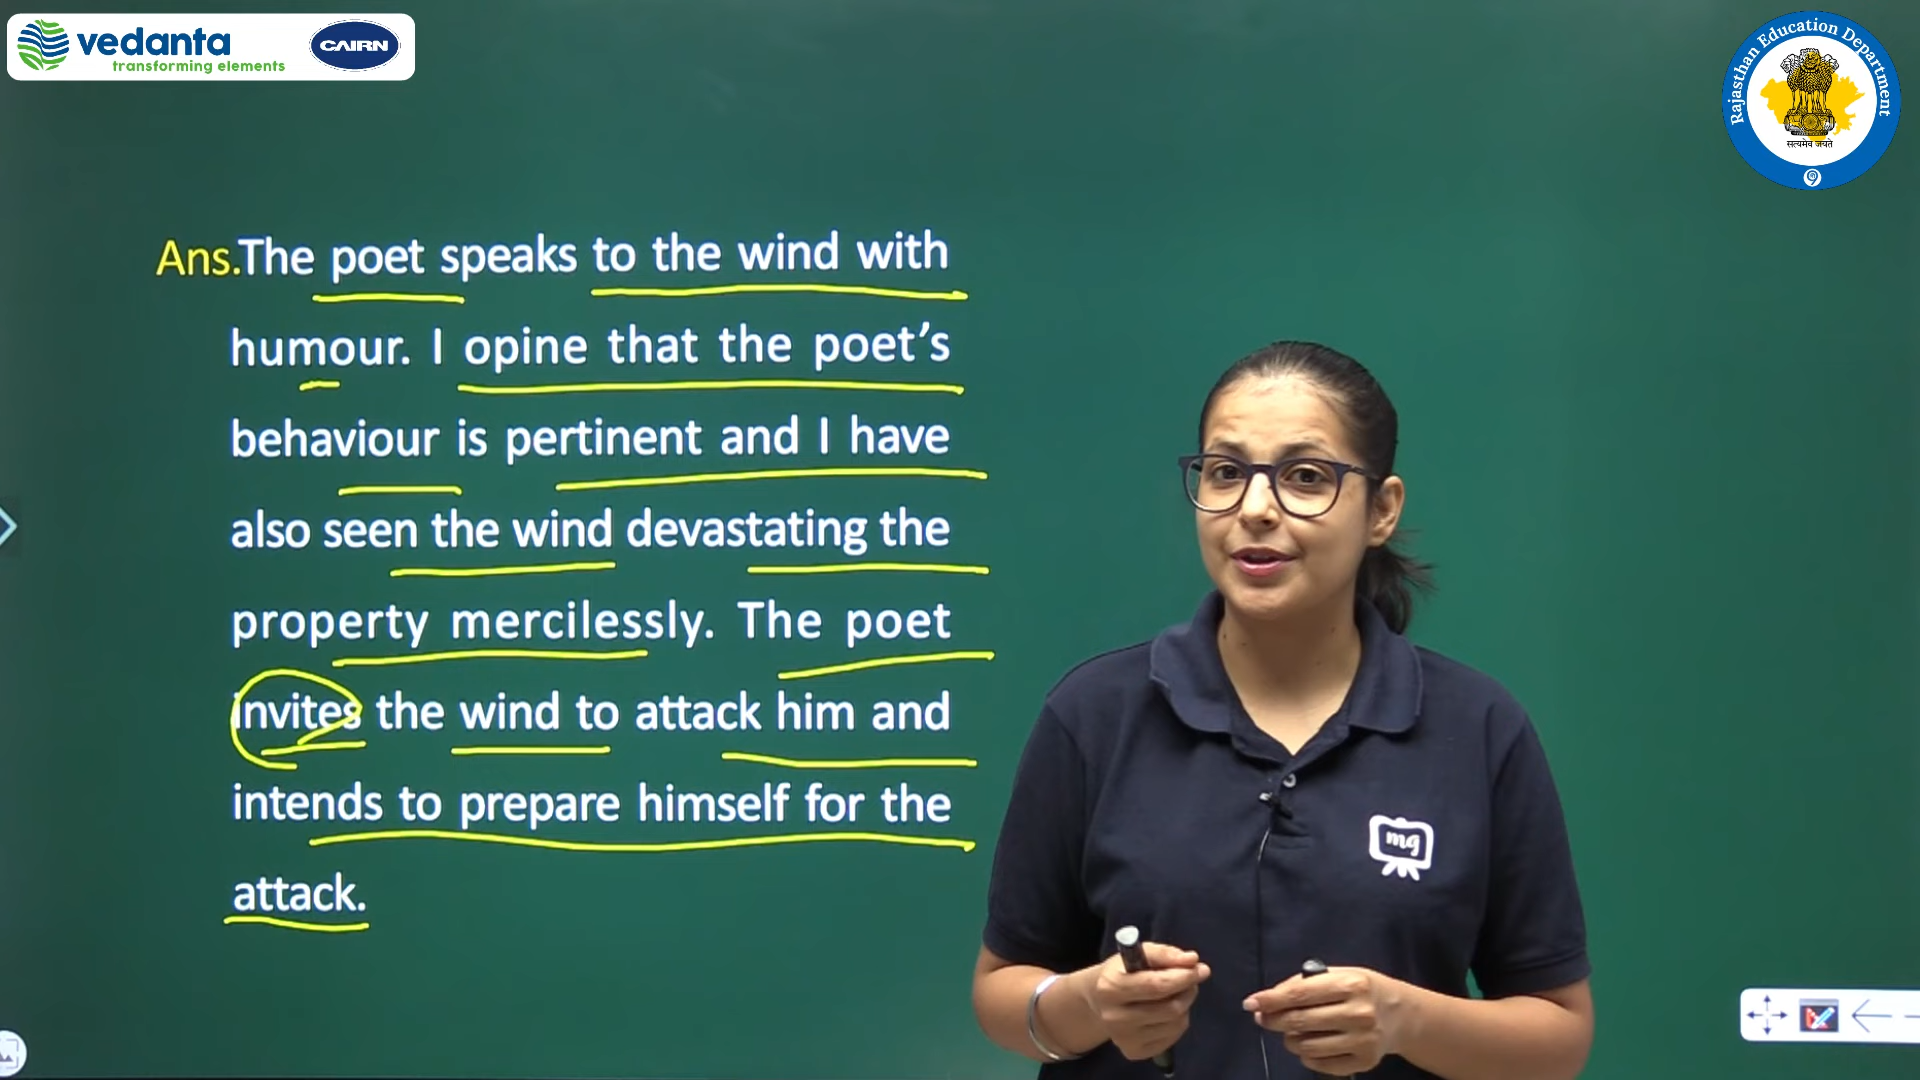 vedanta
transforming elements
CAIRN
Rajasthan Education Department
सत्यमेव जयते
Ans.The poet speaks to the wind with
humour. I opine that the poet's
behaviour is pertinent and I have
also seen the wind devastating the
property mercilessly. The poet
invites the wind to attack him and
intends to prepare himself for the
attack.
mg